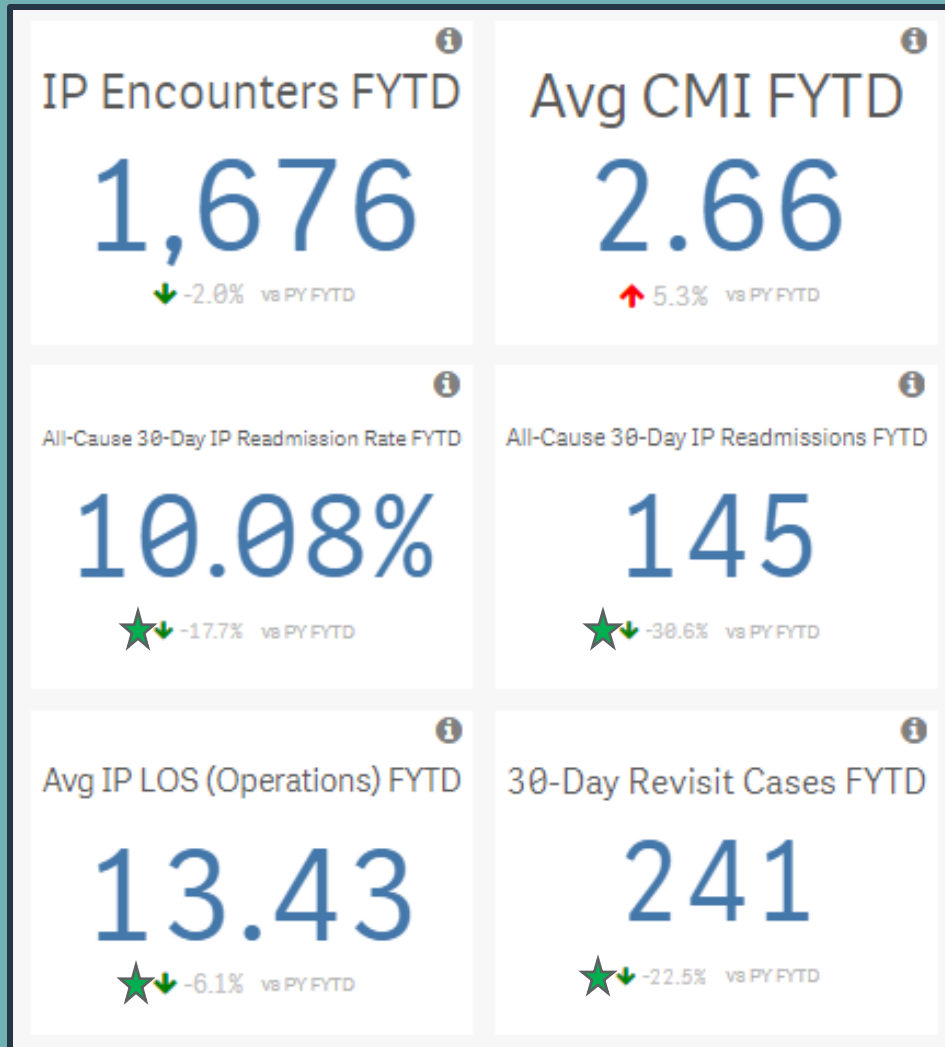 IP Encounters FYTD
1,676
-2.0% vs PY FYTD
Avg CMI FYTD
2.66
5.3% vs PY FYTD
All-Cause 30-Day IP Readmission Rate FYTD
10.08%
-17.7% vs PY FYTD
All-Cause 30-Day IP Readmissions FYTD
145
-30.6% vs PY FYTD
Avg IP LOS (Operations) FYTD
13.43
-6.1% vs PY FYTD
30-Day Revisit Cases FYTD
241
-22.5% vs PY FYTD